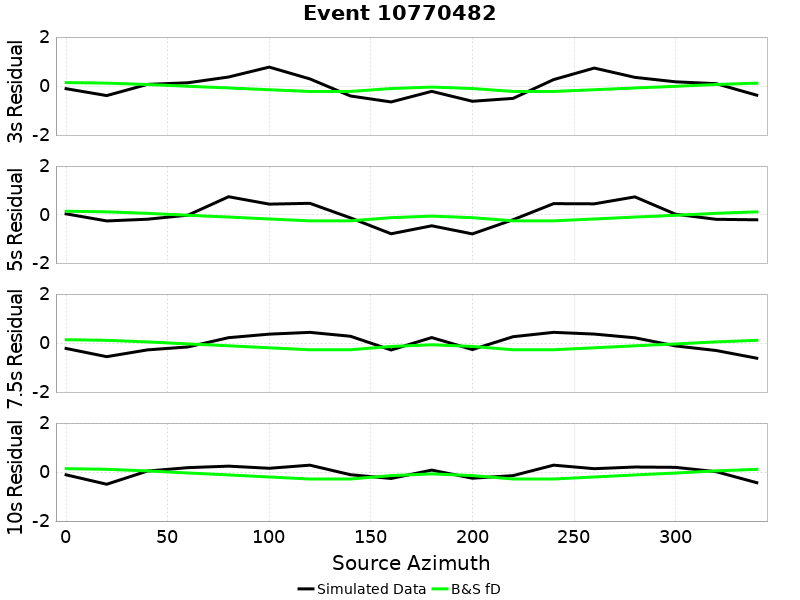 Event 10770482
3s Residual
2
0
-2
5s Residual
2
0
-2
7.5s Residual
2
0
-2
10s Residual
2
0
-2
0 50 100 150 200 250 300
Source Azimuth
Simulated Data B&S fD